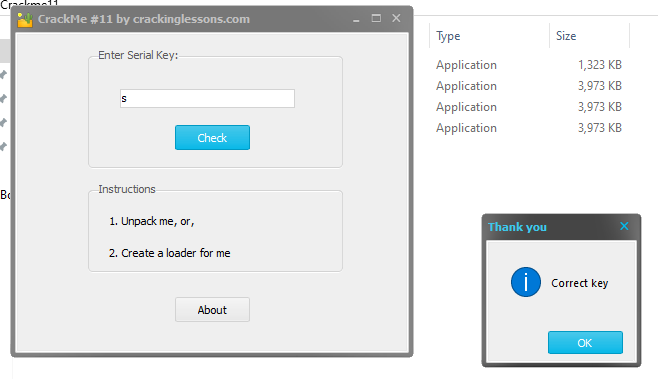 Crackme11
CrackMe #11 by crackinglessons.com
Enter Serial Key:
s
Check
Instructions
1. Unpack me, or,
2. Create a loader for me
About
Type Size
Application 1,323 KB
Application 3,973 KB
Application 3,973 KB
Application 3,973 KB
Thank you
Correct key
OK